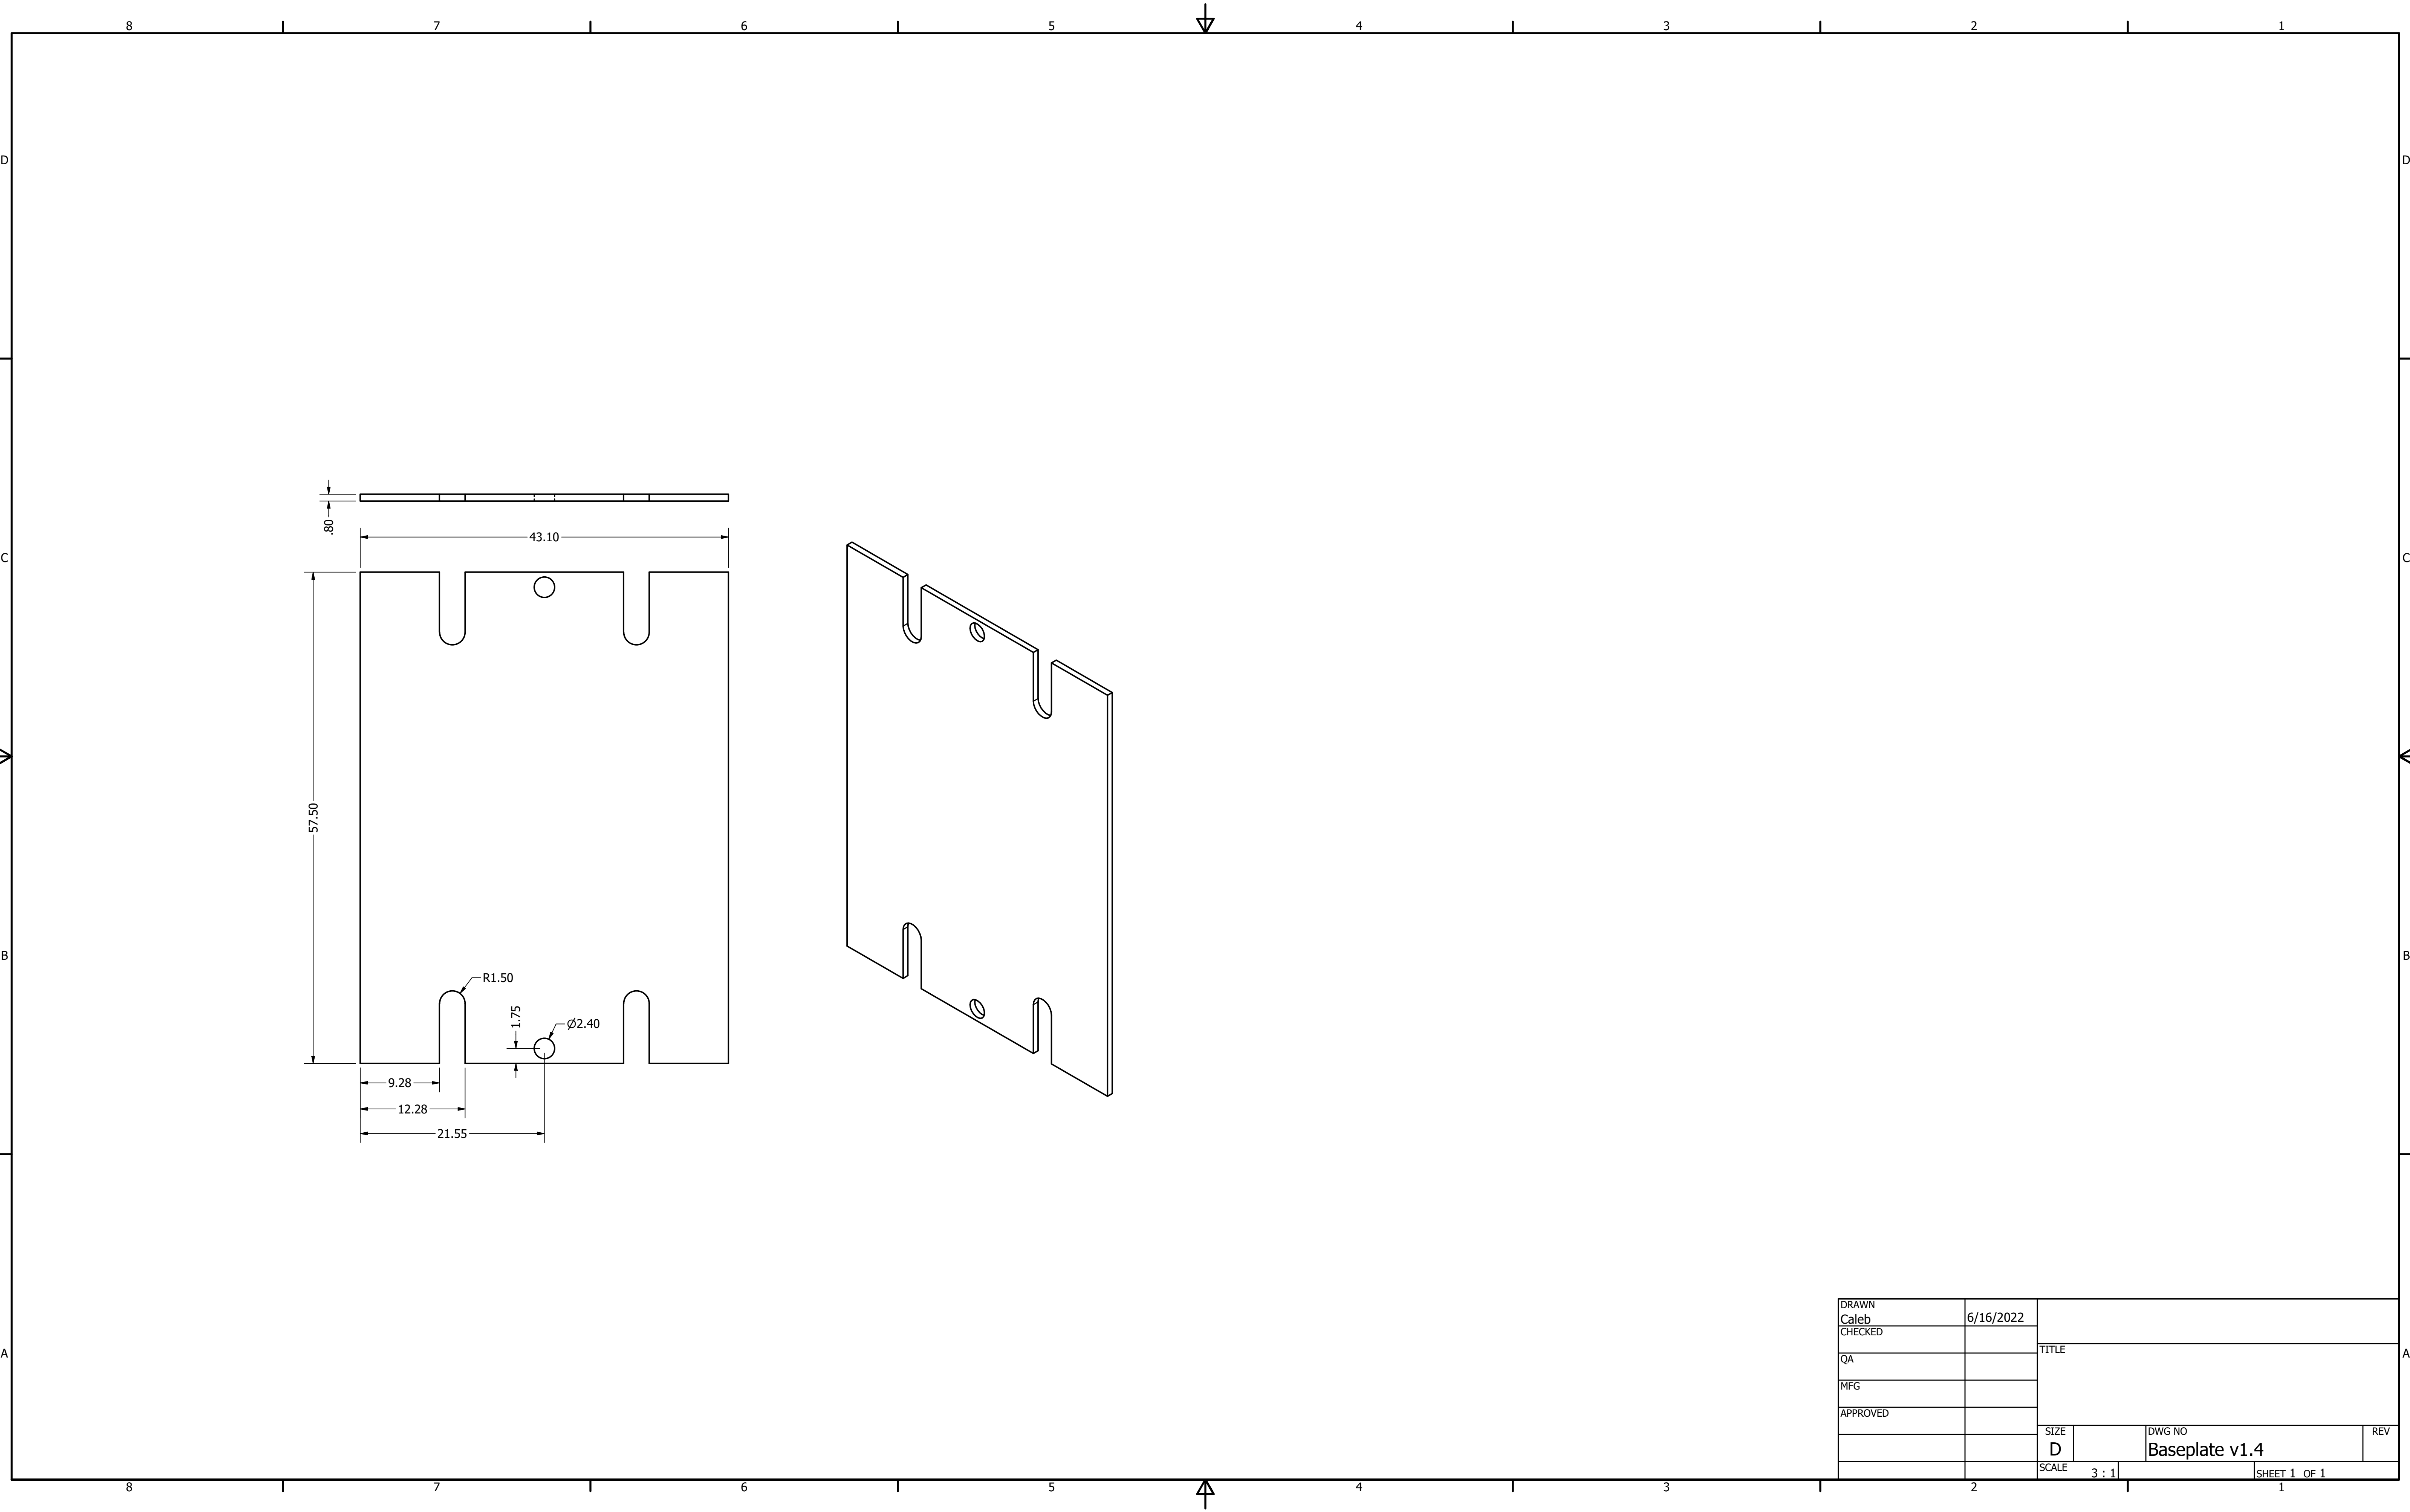 8 7 6 5 4 3 2 1
D D
.80
43.10
C C
57.50
B B
R1.50
1.75
Ø2.40
9.28
12.28
21.55
DRAWN
Caleb 6/16/2022
CHECKED
QA
MFG
APPROVED
TITLE
A A
SIZE
D
DWG NO
Baseplate v1.4
REV
SCALE 3 : 1
SHEET 1 OF 1
8 7 6 5 4 3 2 1